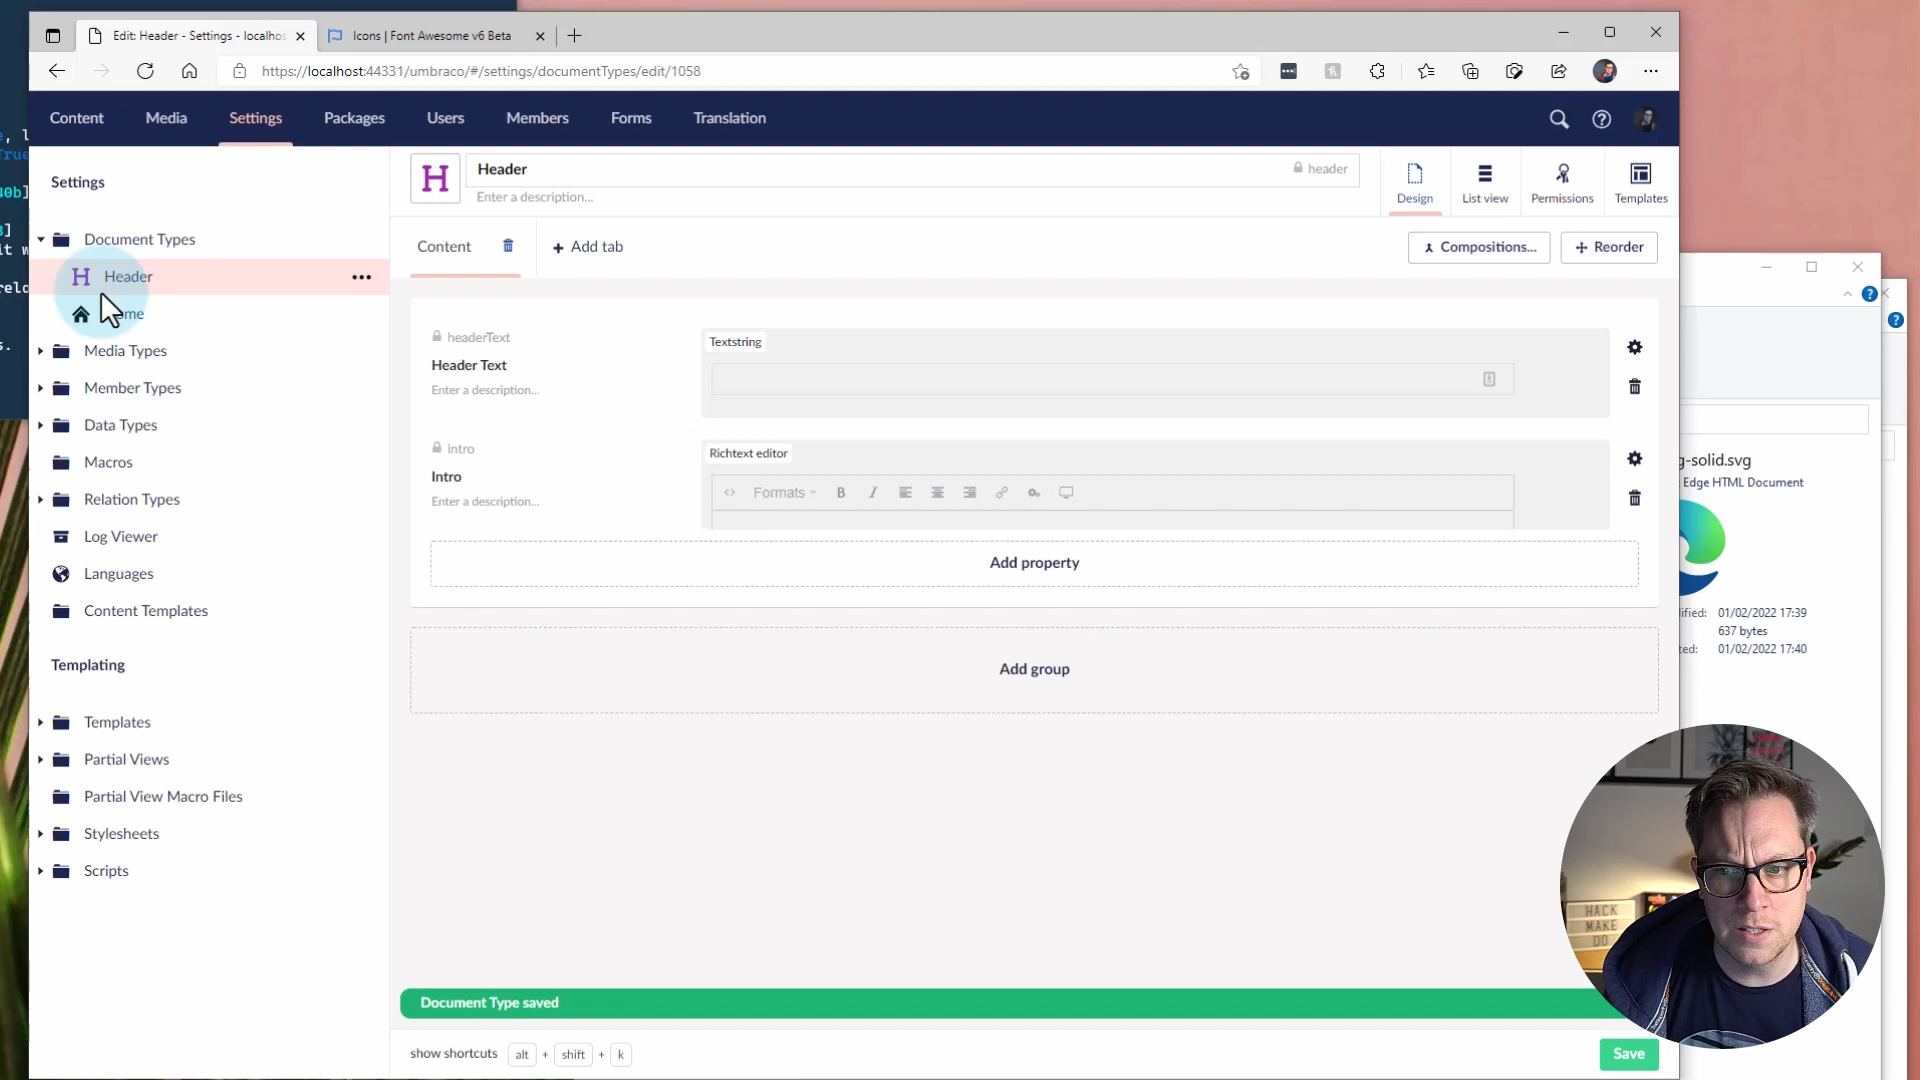 Edit: Header - Settings - localhos
Icons | Font Awesome v6 Beta
https://localhost:44331/umbraco/#/settings/documentTypes/edit/1058
Content
Media
Settings
Packages
Users
Members
Forms
Translation
Settings
Document Types
Header
Media Types
Member Types
Data Types
Macros
Relation Types
Log Viewer
Languages
Content Templates
Templating
Templates
Partial Views
Partial View Macro Files
Stylesheets
Scripts
H
Header
header
Enter a description...
Design
List view
Permissions
Templates
Content
Add tab
Compositions...
Reorder
headerText
Header Text
Enter a description...
Textstring
intro
Intro
Enter a description...
Richtext editor
Formats
B
I
Add property
Add group
Document Type saved
show shortcuts
alt + shift + k
Save
g-solid.svg
Edge HTML Document
ified: 01/02/2022 17:39
637 bytes
ted: 01/02/2022 17:40
HACK
MAKE
DO